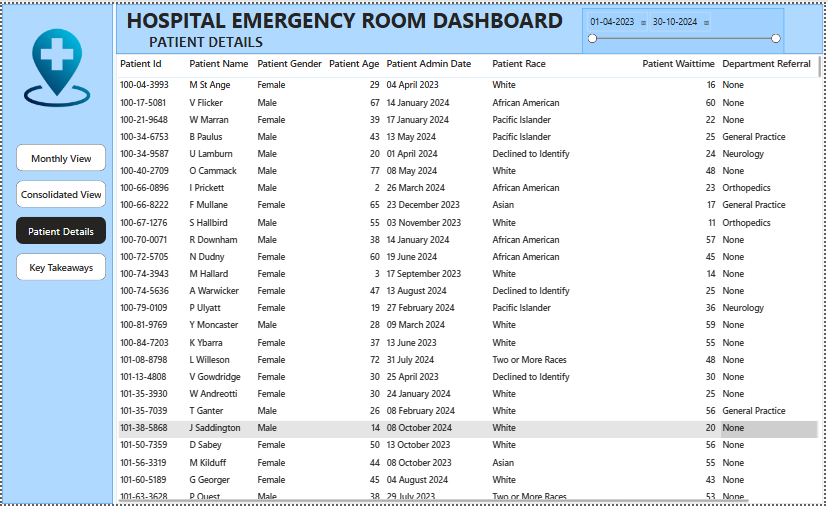 HOSPITAL EMERGENCY ROOM DASHBOARD
PATIENT DETAILS
01-04-2023 30-10-2024
Monthly View
Consolidated View
Patient Details
Key Takeaways
Patient Id Patient Name Patient Gender Patient Age Patient Admin Date Patient Race Patient Waittime Department Referral
100-04-3993 M St Ange Female 29 04 April 2023 White 16 None
100-17-5081 V Flicker Male 67 14 January 2024 African American 60 None
100-21-9648 W Marran Female 39 17 January 2024 Pacific Islander 22 None
100-34-6753 B Paulus Male 43 13 May 2024 Pacific Islander 25 General Practice
100-34-9587 U Lamburn Male 20 01 April 2024 Declined to Identify 24 Neurology
100-40-2709 O Cammack Male 77 08 May 2024 White 48 None
100-66-0896 I Prickett Male 2 26 March 2024 African American 23 Orthopedics
100-66-8222 F Mullane Female 65 23 December 2023 Asian 17 General Practice
100-67-1276 S Hallbird Male 55 03 November 2023 White 11 Orthopedics
100-70-0071 R Downham Male 38 14 January 2024 African American 57 None
100-72-5705 N Dudny Female 60 19 June 2024 African American 45 None
100-74-3943 M Hallard Female 3 17 September 2023 White 14 None
100-74-5636 A Warwicker Female 47 13 August 2024 Declined to Identify 25 None
100-79-0109 P Ulyatt Female 19 27 February 2024 Pacific Islander 36 Neurology
100-81-9769 Y Moncaster Male 28 09 March 2024 White 59 None
100-84-7203 K Ybarra Female 37 13 June 2023 White 55 None
101-08-8798 L Willeson Female 72 31 July 2024 Two or More Races 48 None
101-13-4808 V Gowdridge Female 30 25 April 2023 Declined to Identify 30 None
101-35-3930 W Andreotti Female 30 24 January 2024 White 25 None
101-35-7039 T Ganter Male 26 08 February 2024 White 56 General Practice
101-38-5868 J Saddington Male 14 08 October 2024 White 20 None
101-50-7359 D Sabey Female 50 13 October 2023 White 56 None
101-56-3319 M Kilduff Female 44 08 October 2023 Asian 55 None
101-60-5189 G Georger Female 45 04 August 2024 White 43 None
101-63-3628 P Quest Male 38 29 July 2023 Two or More Races 53 None